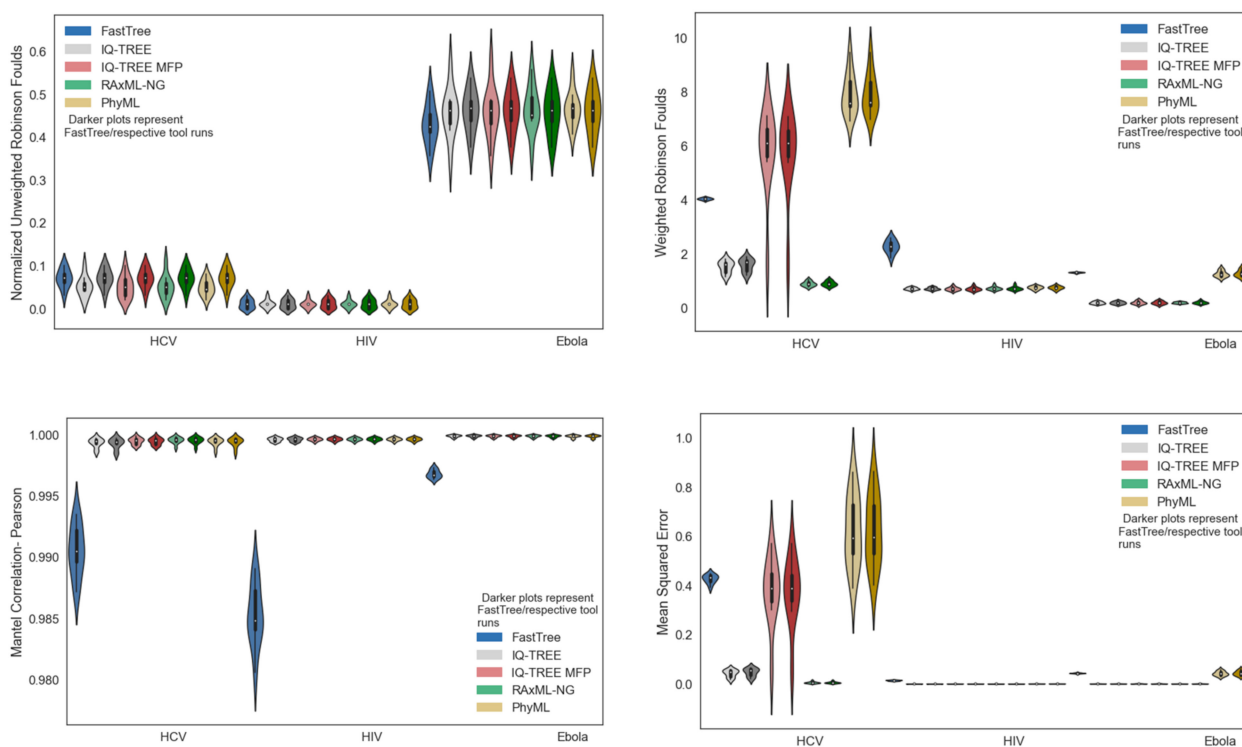 Normalized Unweighted Robinson Foulds
0.6
0.5
0.4
0.3
0.2
0.1
0.0
FastTree
IQ-TREE
IQ-TREE MFP
RAxML-NG
PhyML
Darker plots represent
FastTree/respective tool runs
HCV
HIV
Ebola
Weighted Robinson Foulds
10
8
6
4
2
0
FastTree
IQ-TREE
IQ-TREE MFP
RAxML-NG
PhyML
Darker plots represent
FastTree/respective tool
runs
HCV
HIV
Ebola
Mantel Correlation- Pearson
1.000
0.995
0.990
0.985
0.980
Darker plots represent
FastTree/respective tool
runs
FastTree
IQ-TREE
IQ-TREE MFP
RAxML-NG
PhyML
HCV
HIV
Ebola
Mean Squared Error
1.0
0.8
0.6
0.4
0.2
0.0
FastTree
IQ-TREE
IQ-TREE MFP
RAxML-NG
PhyML
Darker plots represent
FastTree/respective tool
runs
HCV
HIV
Ebola